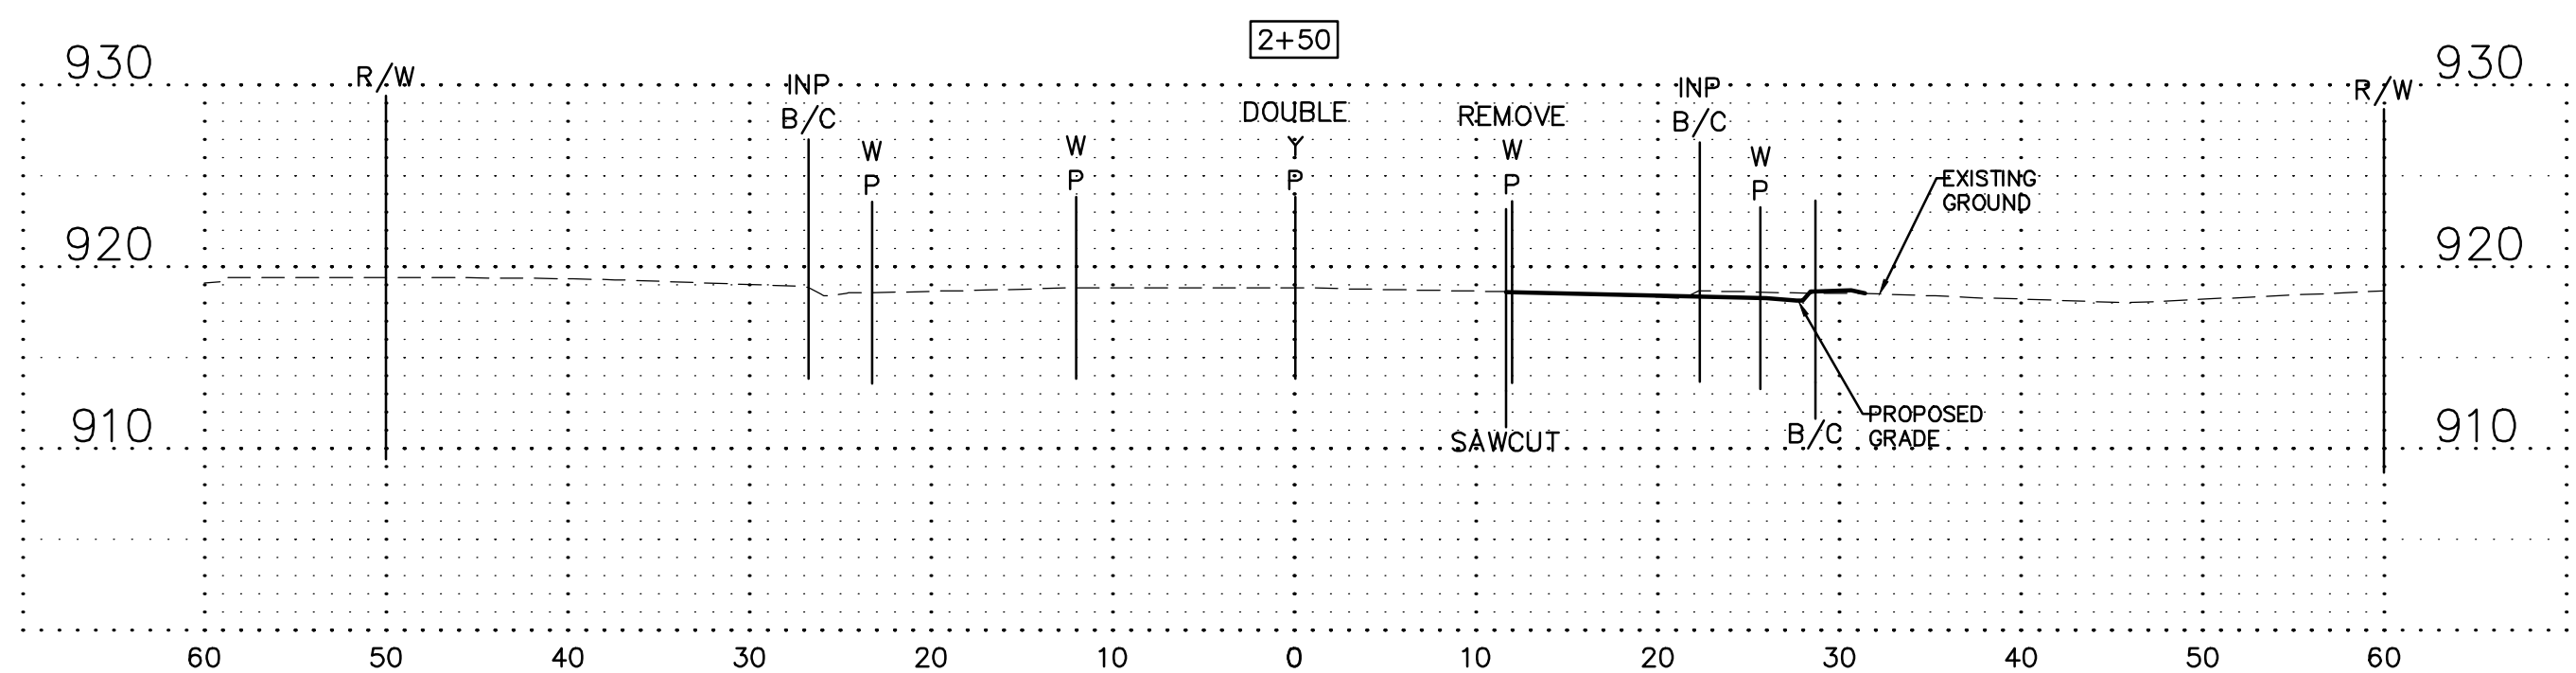 2+50
930
930
R/W
INP
B/C
W
P
W
P
DOUBLE
Y
P
REMOVE
W
P
INP
B/C
W
P
R/W
EXISTING
GROUND
920
920
910
910
SAWCUT
B/C
PROPOSED
GRADE
60 50 40 30 20 10 0 10 20 30 40 50 60